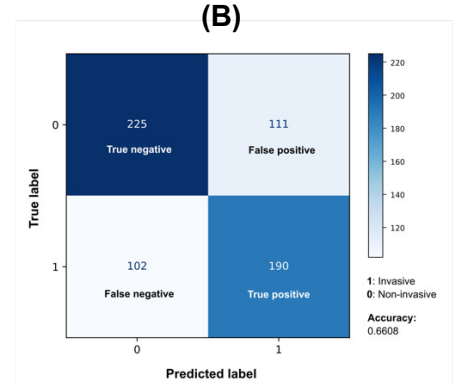 (B)
True label
0
1
225
True negative
111
False positive
102
False negative
190
True positive
0
1
Predicted label
220
200
180
160
140
120
1: Invasive
0: Non-invasive
Accuracy:
0.6608